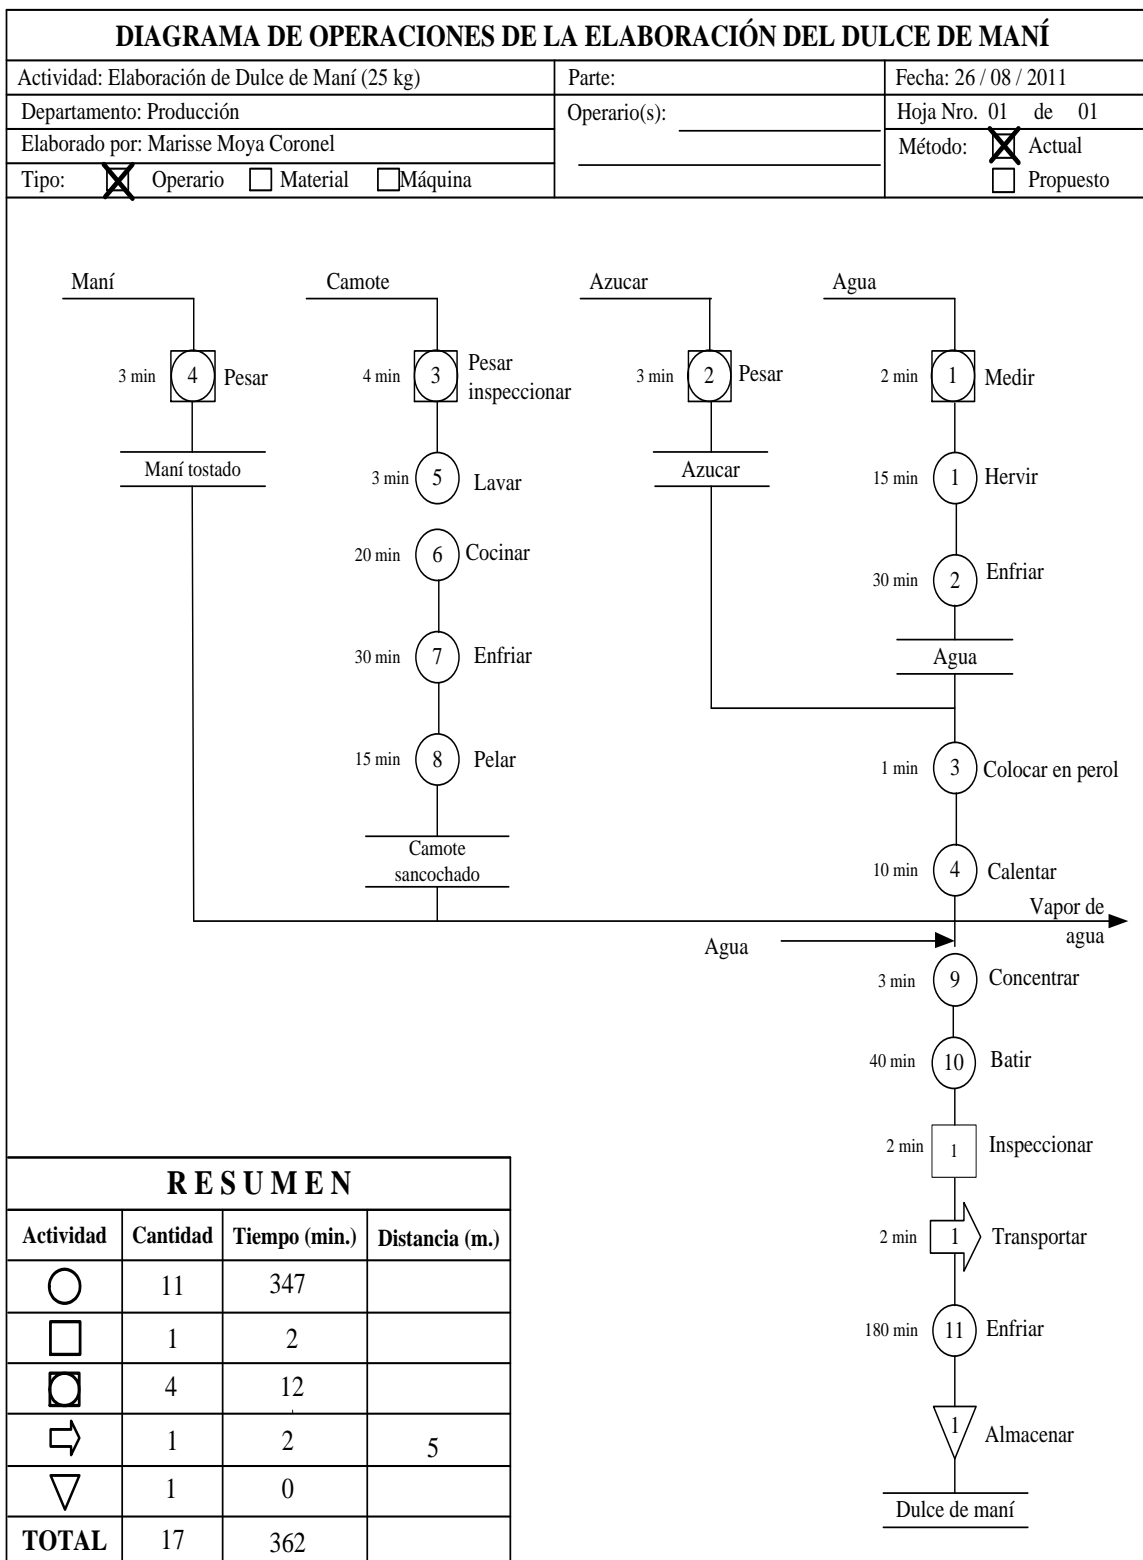 DIAGRAMA DE OPERACIONES DE LA ELABORACIÓN DEL DULCE DE MANÍ
Actividad: Elaboración de Dulce de Maní (25 kg)
Parte:
Fecha: 26 / 08 / 2011
Departamento: Producción
Operario(s):
Hoja Nro. 01 de 01
Elaborado por: Marisse Moya Coronel
Método: Actual
Tipo: Operario Material Máquina
Propuesto
Maní
Camote
Azucar
Agua
3 min 4 Pesar
4 min 3 Pesar
inspeccionar
3 min 2 Pesar
2 min 1 Medir
Maní tostado
3 min 5 Lavar
Azucar
15 min 1 Hervir
20 min 6 Cocinar
30 min 2 Enfriar
30 min 7 Enfriar
Agua
15 min 8 Pelar
1 min 3 Colocar en perol
Camote
sancochado
10 min 4 Calentar
Vapor de
agua
Agua
3 min 9 Concentrar
40 min 10 Batir
2 min 1 Inspeccionar
2 min 1 Transportar
180 min 11 Enfriar
1 Almacenar
Dulce de maní
RESUMEN
Actividad Cantidad Tiempo (min.) Distancia (m.)
11 347
1 2
4 12
1 2 5
1 0
TOTAL 17 362